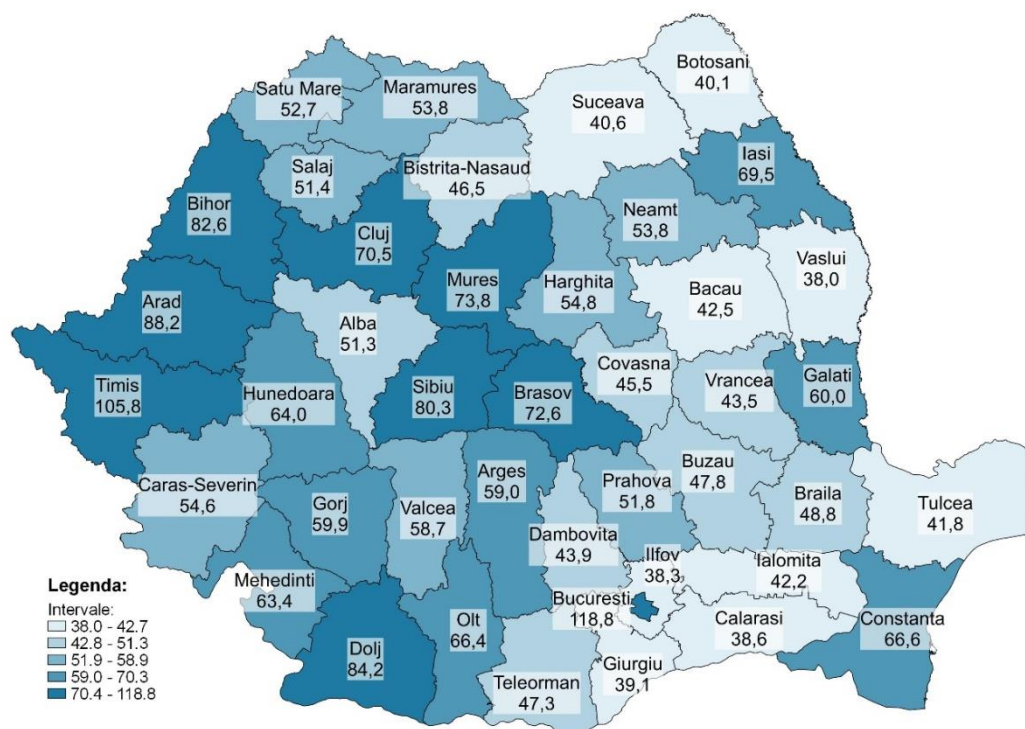 Botosani
40,1
Satu Mare
52,7
Maramures
53,8
Suceava
40,6
Iasi
69,5
Salaj
51,4
Bistrita-Nasaud
46,5
Bihor
82,6
Neamt
53,8
Cluj
70,5
Vaslui
38,0
Mures
73,8
Harghita
54,8
Bacau
42,5
Arad
88,2
Alba
51,3
Covasna
45,5
Vrancea
43,5
Galati
60,0
Timis
105,8
Hunedoara
64,0
Sibiu
80,3
Brasov
72,6
Caras-Severin
54,6
Gorj
59,9
Valcea
58,7
Arges
59,0
Prahova
51,8
Buzau
47,8
Braila
48,8
Tulcea
41,8
Dambovita
43,9
Ilfov
38,3
Ialomita
42,2
Mehedinti
63,4
Bucuresti
118,8
Olt
66,4
Calarasi
38,6
Constanta
66,6
Dolj
84,2
Teleorman
47,3
Giurgiu
39,1
Legenda:
Intervale:
38.0 - 42.7
42.8 - 51.3
51.9 - 58.9
59.0 - 70.3
70.4 - 118.8